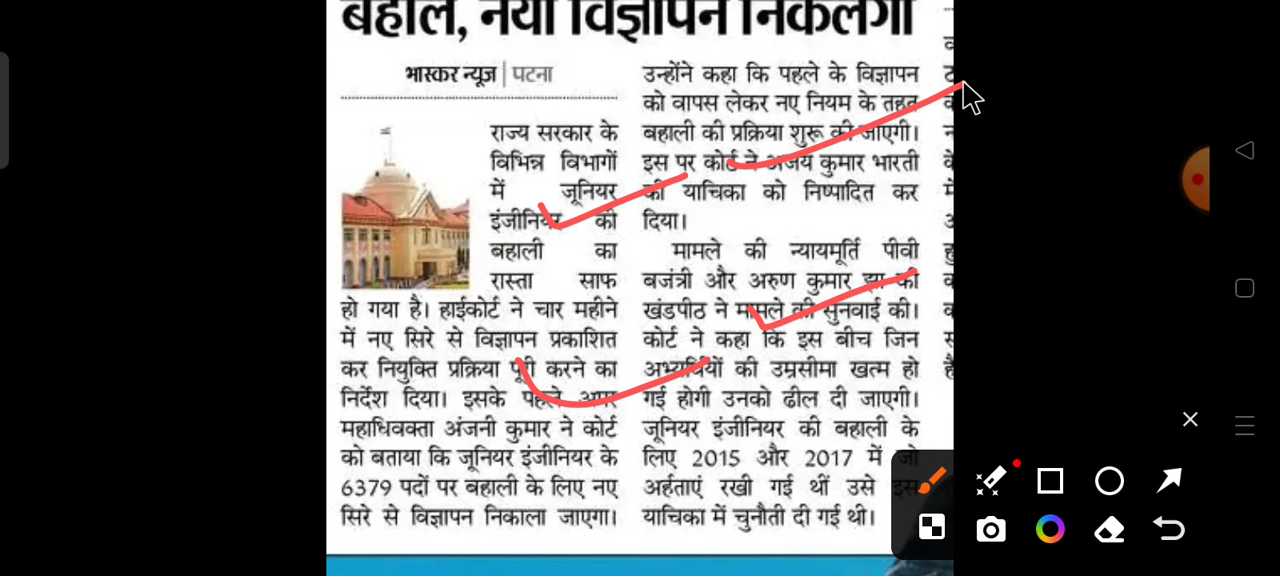 बहाल, नया विज्ञापन निकलेगा
भास्कर न्यूज | पटना
राज्य सरकार के
विभिन्न विभागों
में जूनियर
इंजीनियर की
बहाली का
रास्ता साफ
हो गया है। हाईकोर्ट ने चार महीने
में नए सिरे से विज्ञापन प्रकाशित
कर नियुक्ति प्रक्रिया पूरी करने का
निर्देश दिया। इसके पहले अपर
महाधिवक्ता अंजनी कुमार ने कोर्ट
को बताया कि जूनियर इंजीनियर के
6379 पदों पर बहाली के लिए नए
सिरे से विज्ञापन निकाला जाएगा।
उन्होंने कहा कि पहले के विज्ञापन
को वापस लेकर नए नियम के तहत
बहाली की प्रक्रिया शुरू की जाएगी।
इस पर कोर्ट ने अजय कुमार भारती
की याचिका को निष्पादित कर
दिया।
मामले की न्यायमूर्ति पीवी
बजंत्री और अरुण कुमार झा की
खंडपीठ ने मामले की सुनवाई की।
कोर्ट ने कहा कि इस बीच जिन
अभ्यर्थियों की उम्रसीमा खत्म हो
गई होगी उनको ढील दी जाएगी।
जूनियर इंजीनियर की बहाली के
लिए 2015 और 2017 में जो
अर्हताएं रखी गई थीं उसे इस
याचिका में चुनौती दी गई थी।